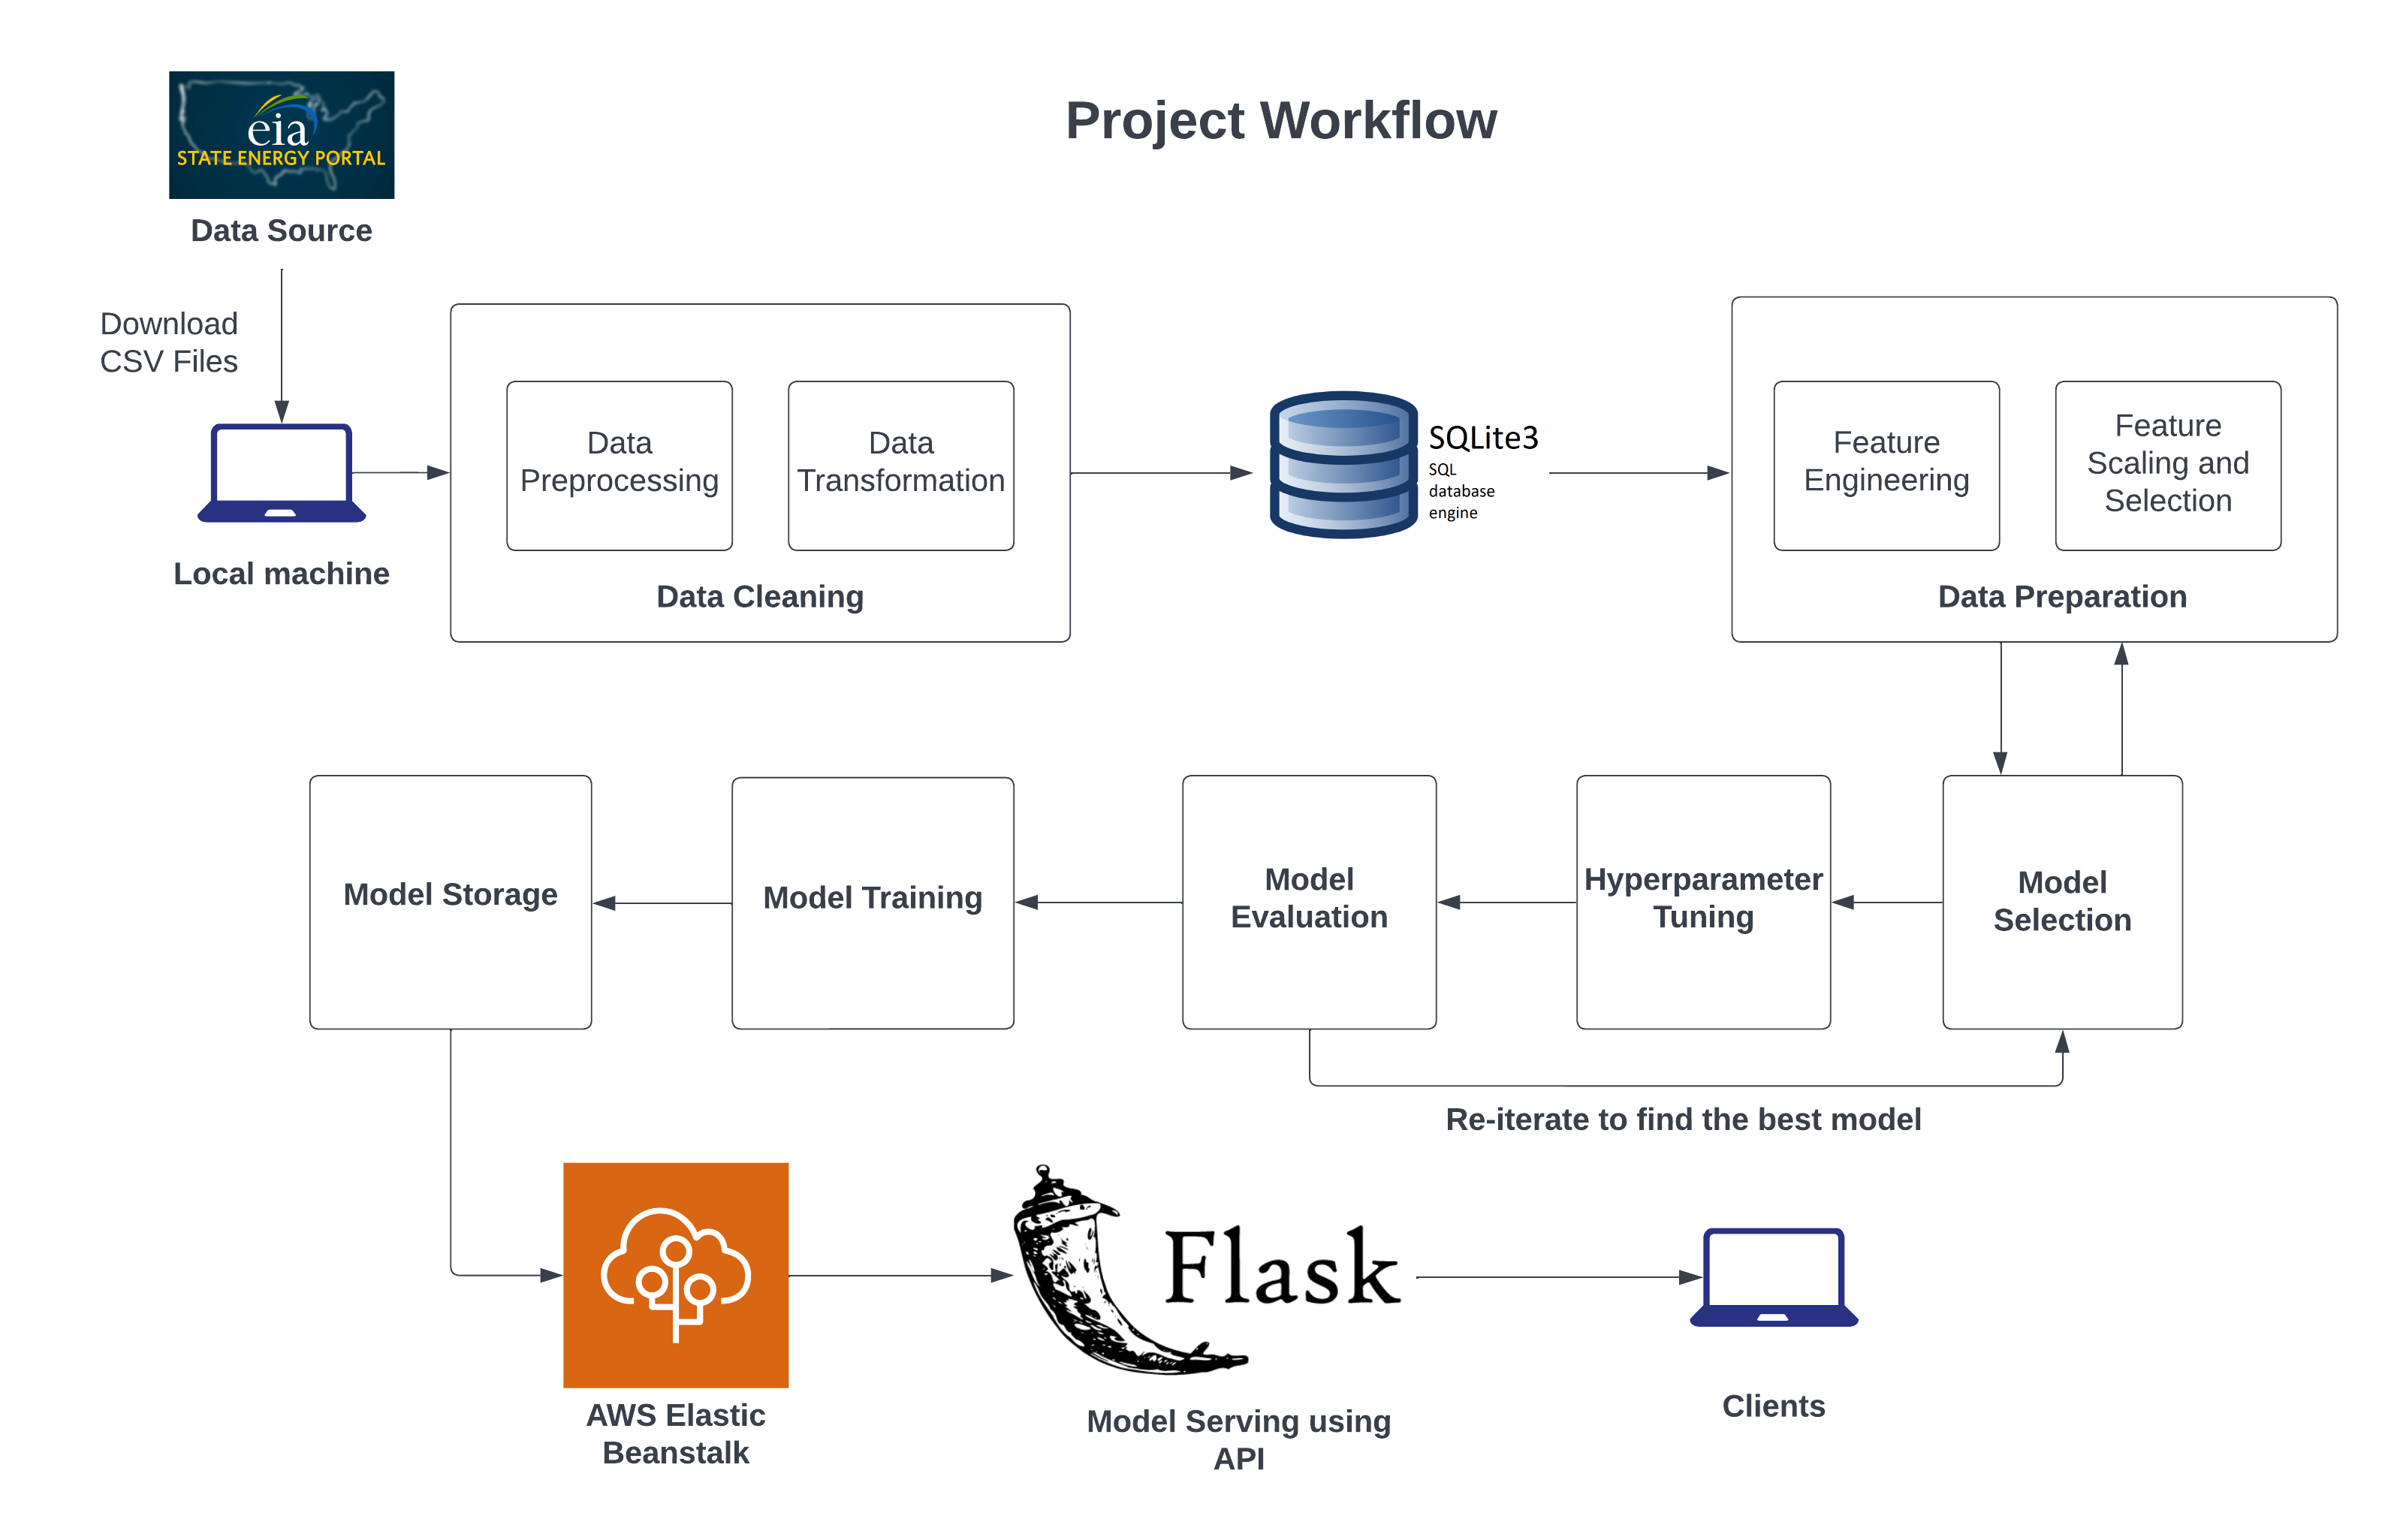 Project Workflow
eia
STATE ENERGY PORTAL
Data Source
Download
CSV Files
Local machine
Data
Preprocessing
Data
Transformation
Data Cleaning
SQLite3
SQL
database
engine
Feature
Engineering
Feature
Scaling and
Selection
Data Preparation
Model
Selection
Hyperparameter
Tuning
Model
Evaluation
Model Training
Model Storage
Re-iterate to find the best model
AWS Elastic
Beanstalk
Flask
Model Serving using
API
Clients